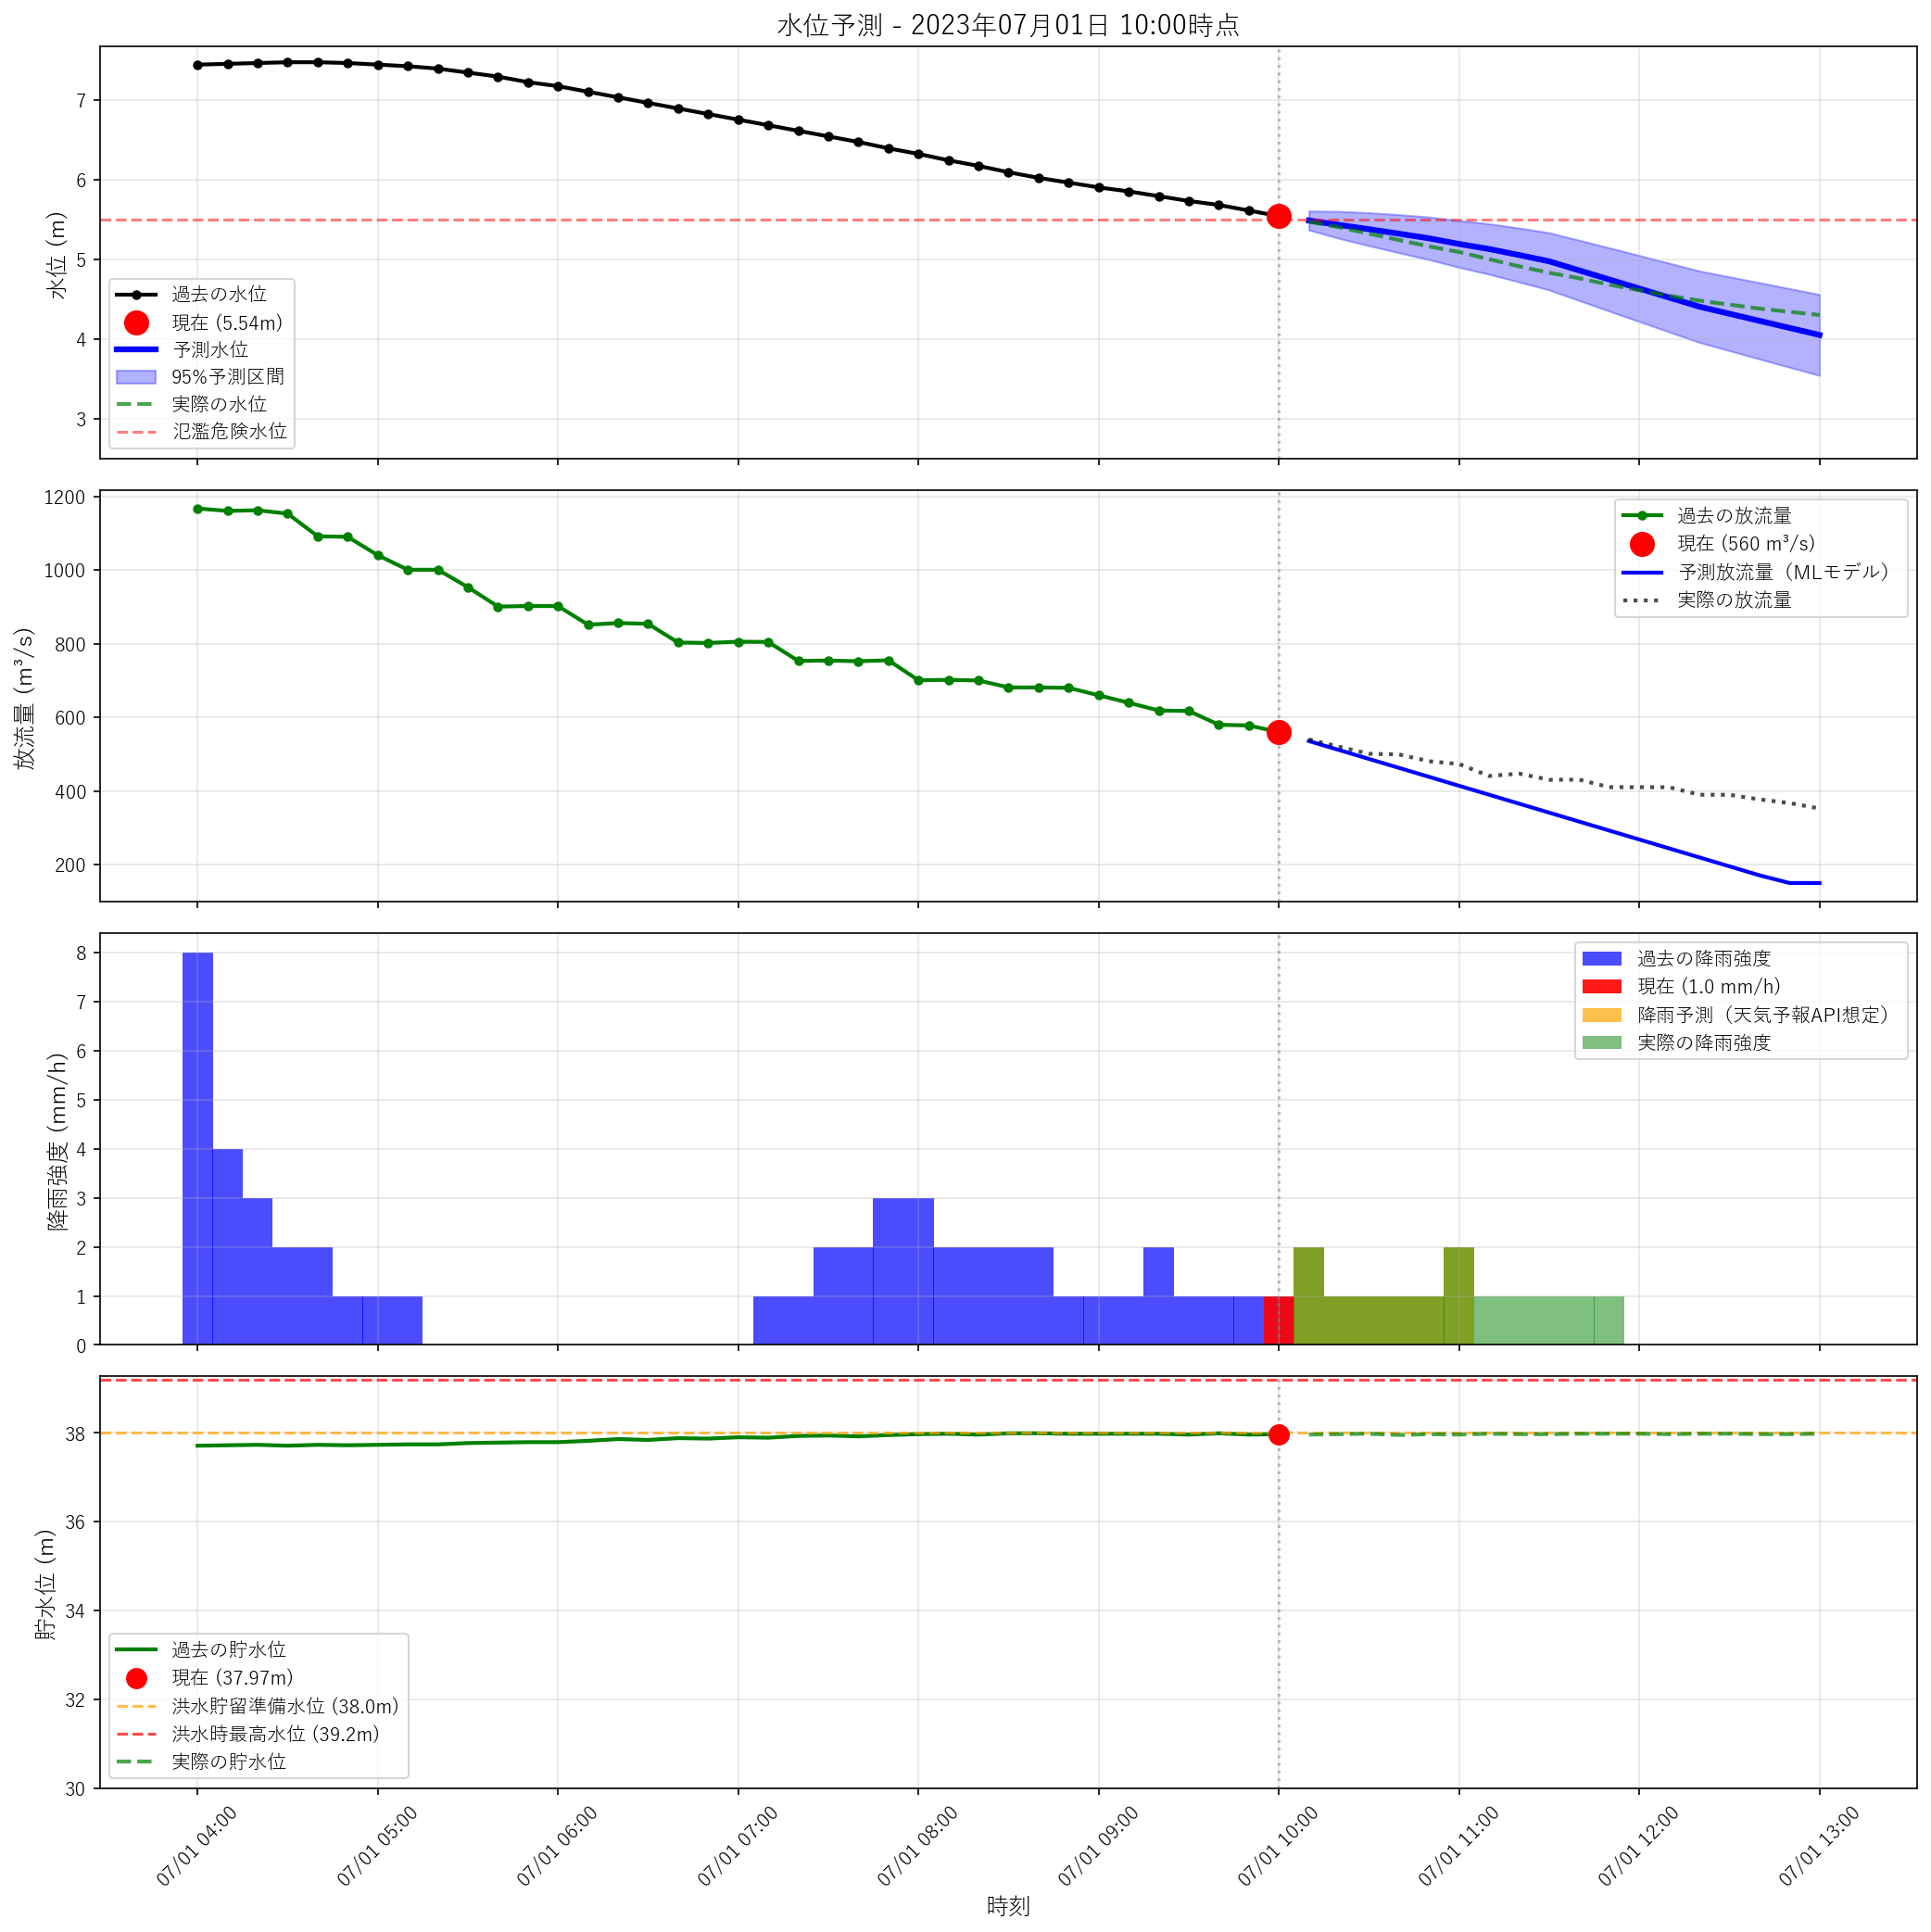 水位予測 - 2023年07月01日 10:00時点
水位 (m)
7
6
5
4
3
過去の水位
現在 (5.54m)
予測水位
95%予測区間
実際の水位
氾濫危険水位
放流量 (m³/s)
1200
1000
800
600
400
200
過去の放流量
現在 (560 m³/s)
予測放流量（MLモデル）
実際の放流量
降雨強度 (mm/h)
8
7
6
5
4
3
2
1
0
過去の降雨強度
現在 (1.0 mm/h)
降雨予測（天気予報API想定）
実際の降雨強度
貯水位 (m)
38
36
34
32
30
過去の貯水位
現在 (37.97m)
洪水貯留準備水位 (38.0m)
洪水時最高水位 (39.2m)
実際の貯水位
07/01 04:00
07/01 05:00
07/01 06:00
07/01 07:00
07/01 08:00
07/01 09:00
07/01 10:00
07/01 11:00
07/01 12:00
07/01 13:00
時刻